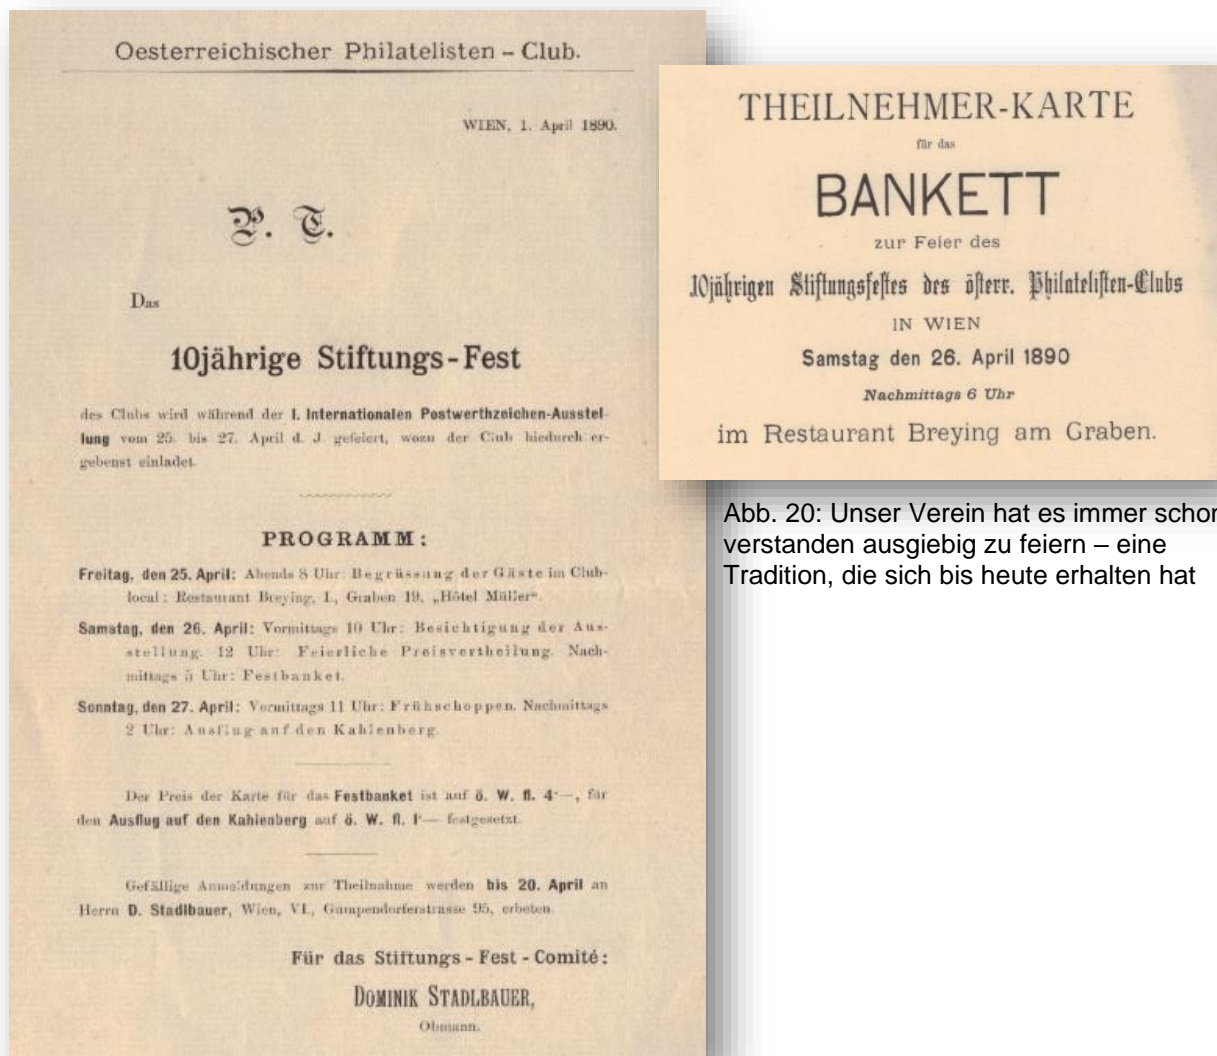 Oesterreichischer Philatelisten - Club.
WIEN, 1. April 1890.
P. T.
Das
10jährige Stiftungs - Fest
des Clubs wird während der I. Internationalen Postwerthzeichen-Ausstel-
lung vom 25. bis 27. April d. J. gefeiert, wozu der Club hiedurch er-
gebenst einladet.
PROGRAMM:
Freitag, den 25. April: Abends 8 Uhr: Begrüssung der Gäste im Club-
local: Restaurant Breying, I., Graben 19, „Hôtel Müller“.
Samstag, den 26. April: Vormittags 10 Uhr: Besichtigung der Aus-
stellung. 12 Uhr: Feierliche Preisvertheilung. Nach-
mittags 5 Uhr: Festbanket.
Sonntag, den 27. April: Vormittags 11 Uhr: Frühschoppen. Nachmittags
2 Uhr: Ausflug auf den Kahlenberg.
Der Preis der Karte für das Festbanket ist auf ö. W. fl. 4·—, für
den Ausflug auf den Kahlenberg auf ö. W. fl. 1·— festgesetzt.
Gefällige Anmeldungen zur Theilnahme werden bis 20. April an
Herrn D. Stadlbauer, Wien, VI., Gumpendorferstrasse 95, erbeten.
Für das Stiftungs - Fest - Comité:
DOMINIK STADLBAUER,
Obmann.
THEILNEHMER-KARTE
für das
BANKETT
zur Feier des
10jährigen Stiftungsfestes des österr. Philatelisten-Clubs
IN WIEN
Samstag den 26. April 1890
Nachmittags 6 Uhr
im Restaurant Breying am Graben.
Abb. 20: Unser Verein hat es immer schon
verstanden ausgiebig zu feiern – eine
Tradition, die sich bis heute erhalten hat